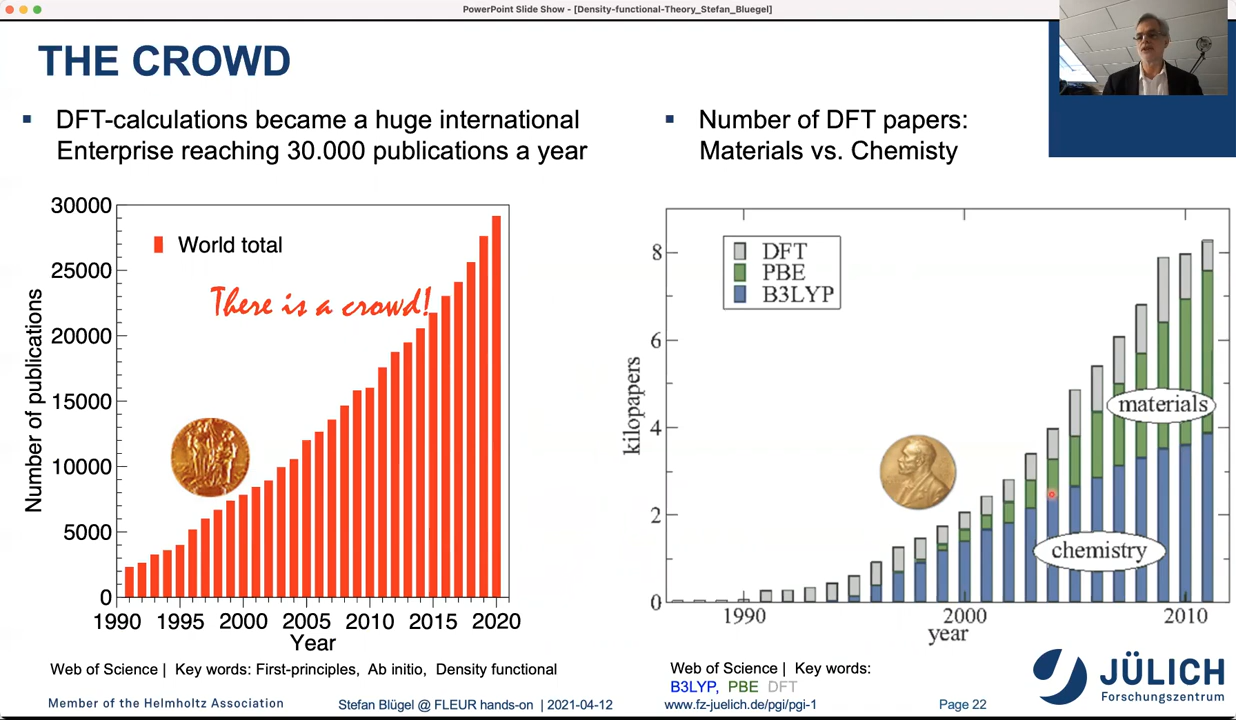 PowerPoint Slide Show - [Density-functional-Theory_Stefan_Bluegel]
THE CROWD
▪ DFT-calculations became a huge international
Enterprise reaching 30.000 publications a year
▪ Number of DFT papers:
Materials vs. Chemisty
Number of publications
30000
25000
20000
15000
10000
5000
0
World total
There is a crowd!
1990 1995 2000 2005 2010 2015 2020
Year
kilopapers
8
6
4
2
0
DFT
PBE
B3LYP
materials
chemistry
1990 2000 2010
year
Web of Science | Key words: First-principles, Ab initio, Density functional
Web of Science | Key words:
B3LYP, PBE DFT
Member of the Helmholtz Association
Stefan Blügel @ FLEUR hands-on | 2021-04-12
www.fz-juelich.de/pgi/pgi-1
Page 22
JÜLICH
Forschungszentrum